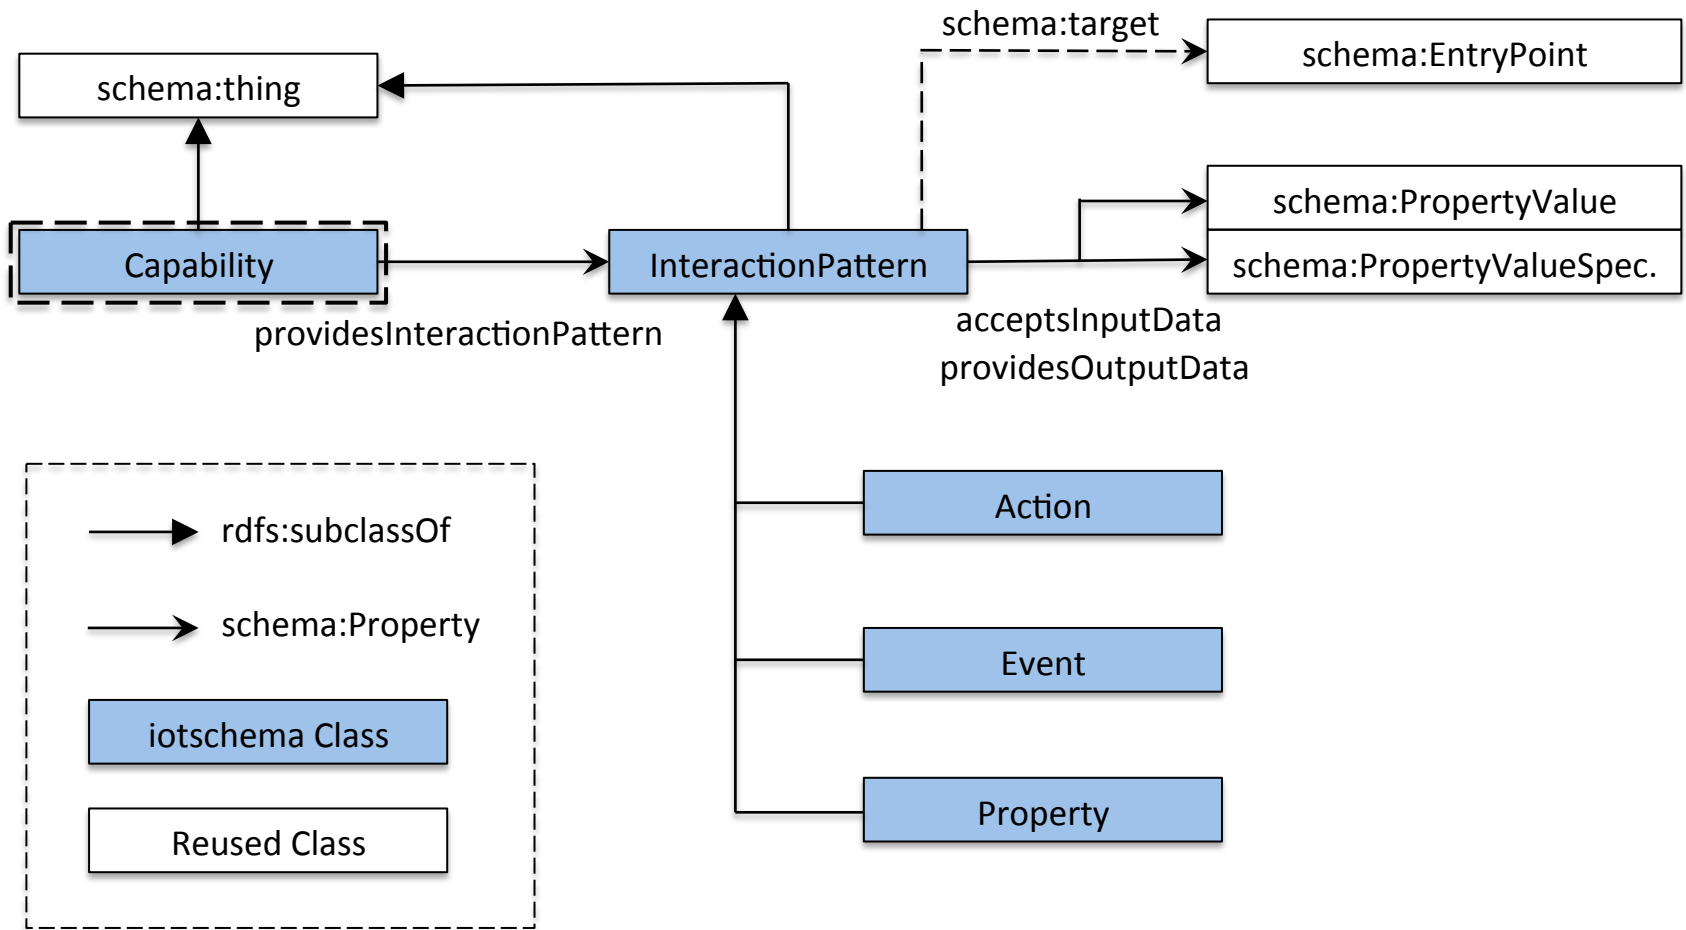 schema:target
schema:EntryPoint
schema:thing
schema:PropertyValue
Capability
InteractionPattern
schema:PropertyValueSpec.
providesInteractionPattern
acceptsInputData
providesOutputData
Action
rdfs:subclassOf
schema:Property
Event
iotschema Class
Property
Reused Class